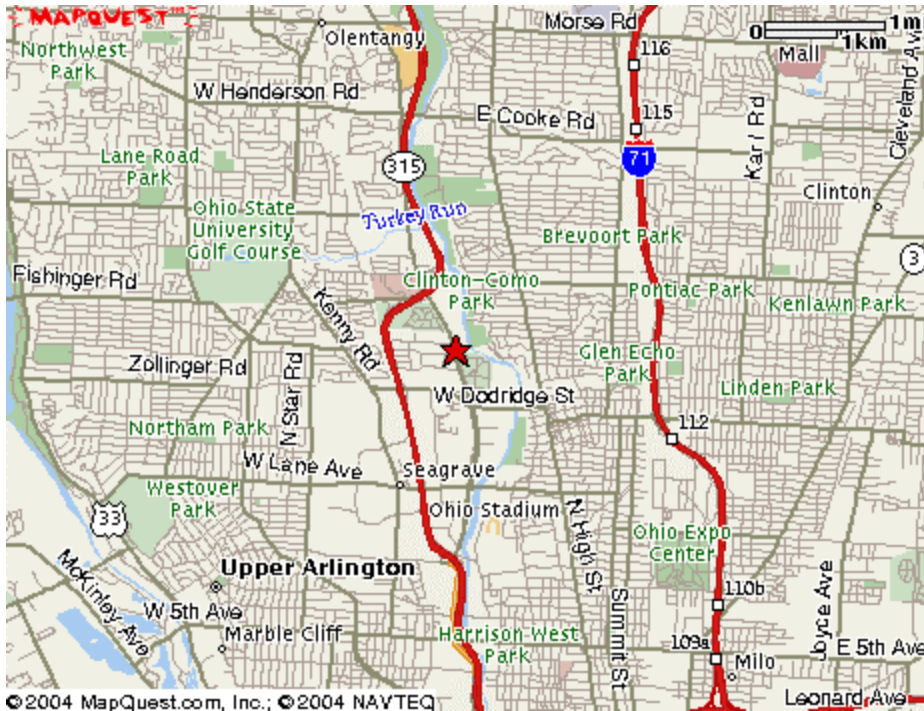 MAPQUEST
Morse Rd
0 1m
1km
Olentangy
Northwest
Park
116
Mall
W Henderson Rd
Cleveland Ave
E Cooke Rd
115
Karl Rd
Lane Road
Park
315
71
Clinton
Ohio State
University
Golf Course
Turkey Run
Brevoort Park
3
Fishinger Rd
Clinton-Como
Park
Pontiac Park
Kenlawn Park
Kenny Rd
Zollinger Rd
N Star Rd
Glen Echo
Park
Linden Park
W Dodridge St
Northam Park
112
W Lane Ave
Seagrave
Westover
Park
33
Ohio Stadium
N High St
Ohio Expo
Center
Upper Arlington
McKinley Ave
110b
Joyce Ave
W 5th Ave
Summit St
Marble Cliff
Harrison West
Park
109a
Milo
E 5th Ave
Leonard Ave
©2004 MapQuest.com, Inc.; ©2004 NAVTEQ